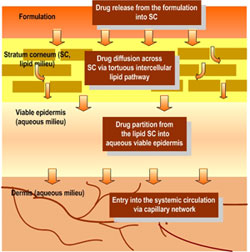 Formulation
Drug release from the formulation
into SC
Stratum corneum (SC,
lipid milieu)
Drug diffusion across
SC via tortuous intercellular
lipid pathway
Viable epidermis
(aqueous milieu)
Drug partition from
the lipid SC into
aqueous viable epidermis
Dermis (aqueous milieu)
Entry into the systemic circulation
via capillary network